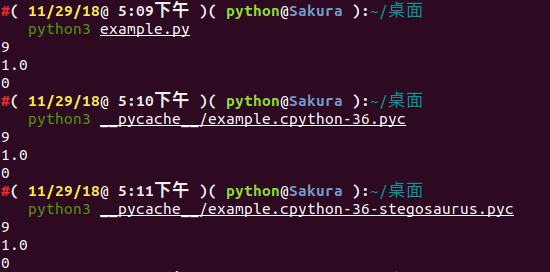 #( 11/29/18@ 5:09下午 )( python@Sakura ):~/桌面
python3 example.py
9
1.0
0
#( 11/29/18@ 5:10下午 )( python@Sakura ):~/桌面
python3 __pycache__/example.cpython-36.pyc
9
1.0
0
#( 11/29/18@ 5:11下午 )( python@Sakura ):~/桌面
python3 __pycache__/example.cpython-36-stegosaurus.pyc
9
1.0
0